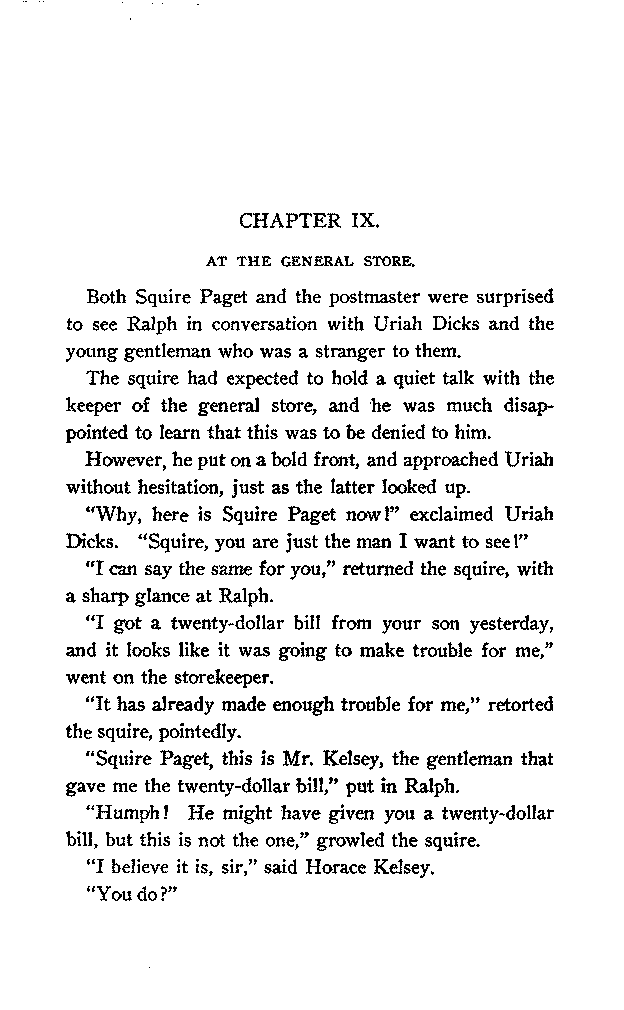 CHAPTER IX.
AT THE GENERAL STORE.
Both Squire Paget and the postmaster were surprised
to see Ralph in conversation with Uriah Dicks and the
young gentleman who was a stranger to them.
The squire had expected to hold a quiet talk with the
keeper of the general store, and he was much disap-
pointed to learn that this was to be denied to him.
However, he put on a bold front, and approached Uriah
without hesitation, just as the latter looked up.
"Why, here is Squire Paget now!" exclaimed Uriah
Dicks. "Squire, you are just the man I want to see!"
"I can say the same for you," returned the squire, with
a sharp glance at Ralph.
"I got a twenty-dollar bill from your son yesterday,
and it looks like it was going to make trouble for me,"
went on the storekeeper.
"It has already made enough trouble for me," retorted
the squire, pointedly.
"Squire Paget, this is Mr. Kelsey, the gentleman that
gave me the twenty-dollar bill," put in Ralph.
"Humph! He might have given you a twenty-dollar
bill, but this is not the one," growled the squire.
"I believe it is, sir," said Horace Kelsey.
"You do?"